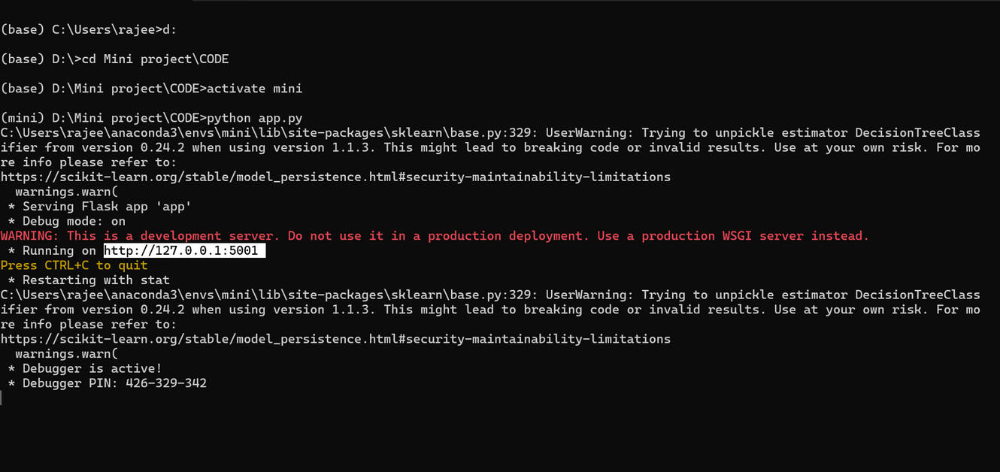 (base) C:\Users\rajee>d:
(base) D:\>cd Mini project\CODE
(base) D:\Mini project\CODE>activate mini
(mini) D:\Mini project\CODE>python app.py
C:\Users\rajee\anaconda3\envs\mini\lib\site-packages\sklearn\base.py:329: UserWarning: Trying to unpickle estimator DecisionTreeClass
ifier from version 0.24.2 when using version 1.1.3. This might lead to breaking code or invalid results. Use at your own risk. For mo
re info please refer to:
https://scikit-learn.org/stable/model_persistence.html#security-maintainability-limitations
  warnings.warn(
 * Serving Flask app 'app'
 * Debug mode: on
WARNING: This is a development server. Do not use it in a production deployment. Use a production WSGI server instead.
 * Running on http://127.0.0.1:5001
Press CTRL+C to quit
 * Restarting with stat
C:\Users\rajee\anaconda3\envs\mini\lib\site-packages\sklearn\base.py:329: UserWarning: Trying to unpickle estimator DecisionTreeClass
ifier from version 0.24.2 when using version 1.1.3. This might lead to breaking code or invalid results. Use at your own risk. For mo
re info please refer to:
https://scikit-learn.org/stable/model_persistence.html#security-maintainability-limitations
  warnings.warn(
 * Debugger is active!
 * Debugger PIN: 426-329-342